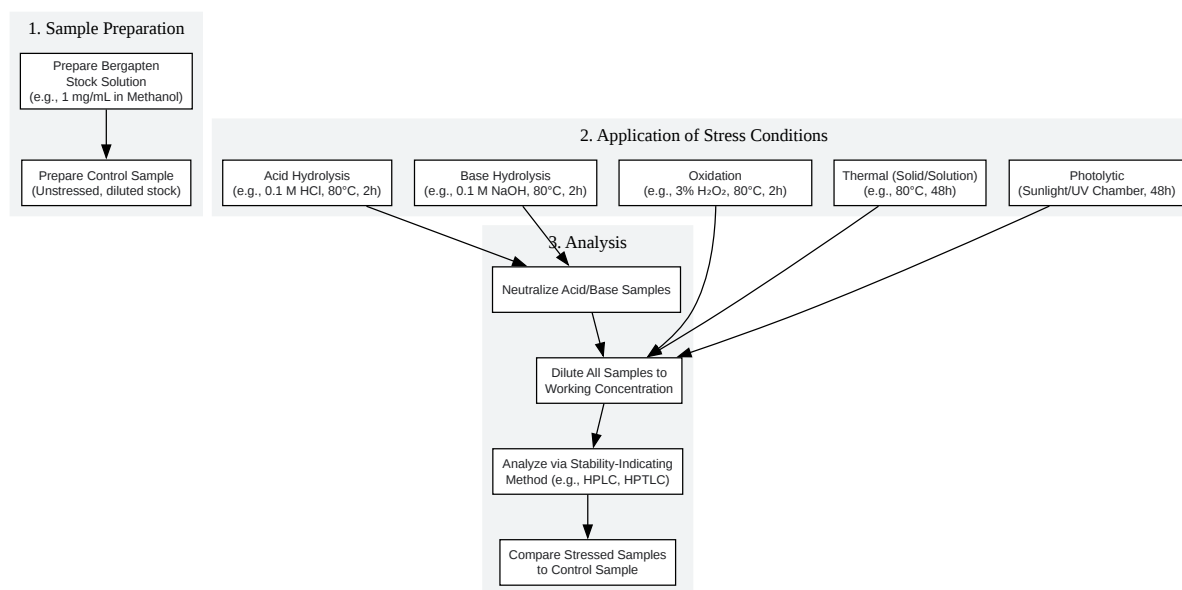 1. Sample Preparation
Prepare Bergapten
Stock Solution
(e.g., 1 mg/mL in Methanol)
Prepare Control Sample
(Unstressed, diluted stock)
2. Application of Stress Conditions
Acid Hydrolysis
(e.g., 0.1 M HCl, 80°C, 2h)
Base Hydrolysis
(e.g., 0.1 M NaOH, 80°C, 2h)
Oxidation
(e.g., 3% H₂O₂, 80°C, 2h)
Thermal (Solid/Solution)
(e.g., 80°C, 48h)
Photolytic
(Sunlight/UV Chamber, 48h)
3. Analysis
Neutralize Acid/Base Samples
Dilute All Samples to
Working Concentration
Analyze via Stability-Indicating
Method (e.g., HPLC, HPTLC)
Compare Stressed Samples
to Control Sample